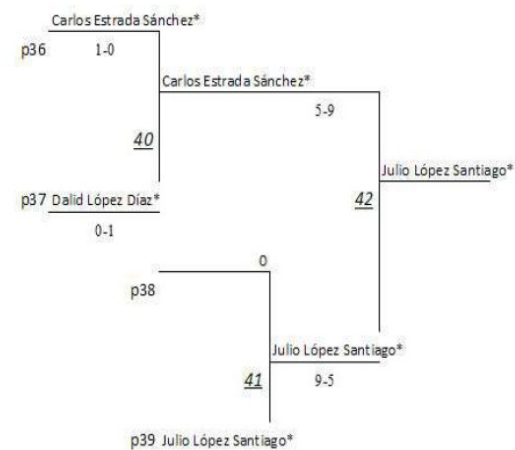 Carlos Estrada Sánchez*
p36 1-0
Carlos Estrada Sánchez*
5-9
40
Julio López Santiago*
p37 Dalid López Díaz*
42
0-1
0
p38
Julio López Santiago*
41 9-5
p39 Julio López Santiago*